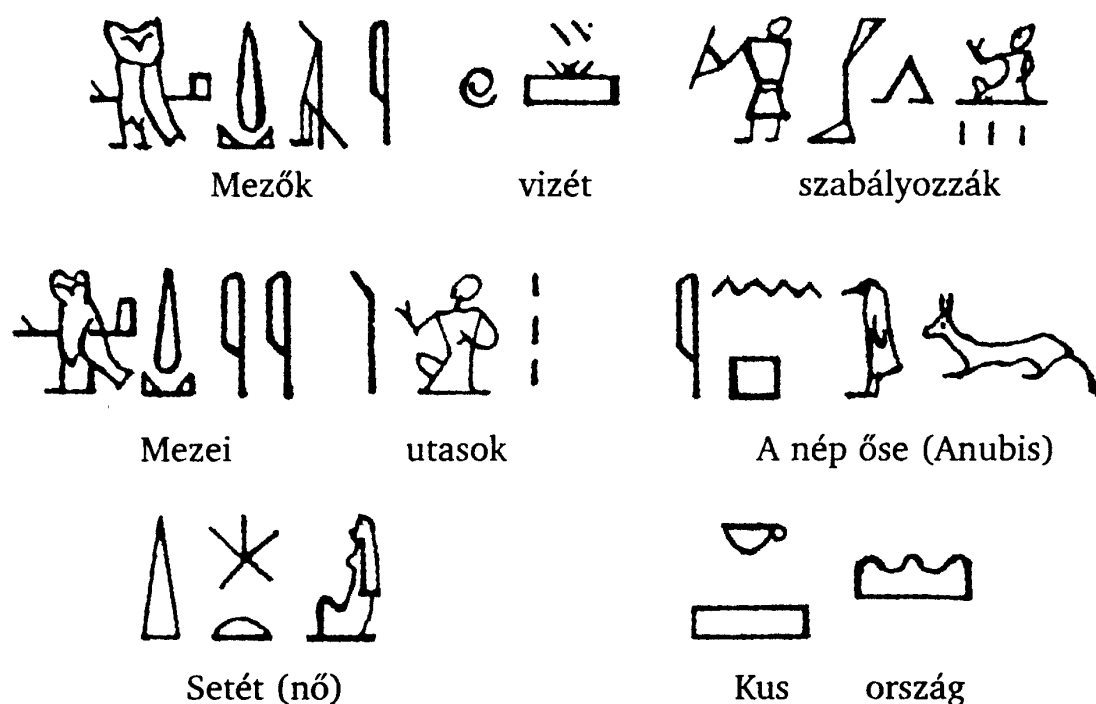 Mezők vizét szabályozzák
Mezei utasok A nép őse (Anubis)
Setét (nő) Kus ország